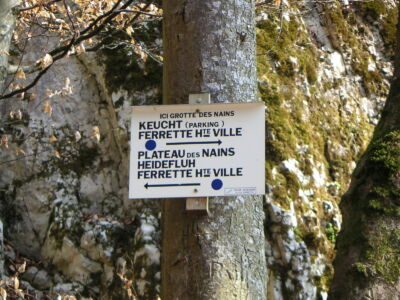 ICI GROTTE DES NAINS
KEUCHT (PARKING)
FERRETTE HTE VILLE
PLATEAU DES NAINS
HEIDEFLUH
FERRETTE HTE VILLE